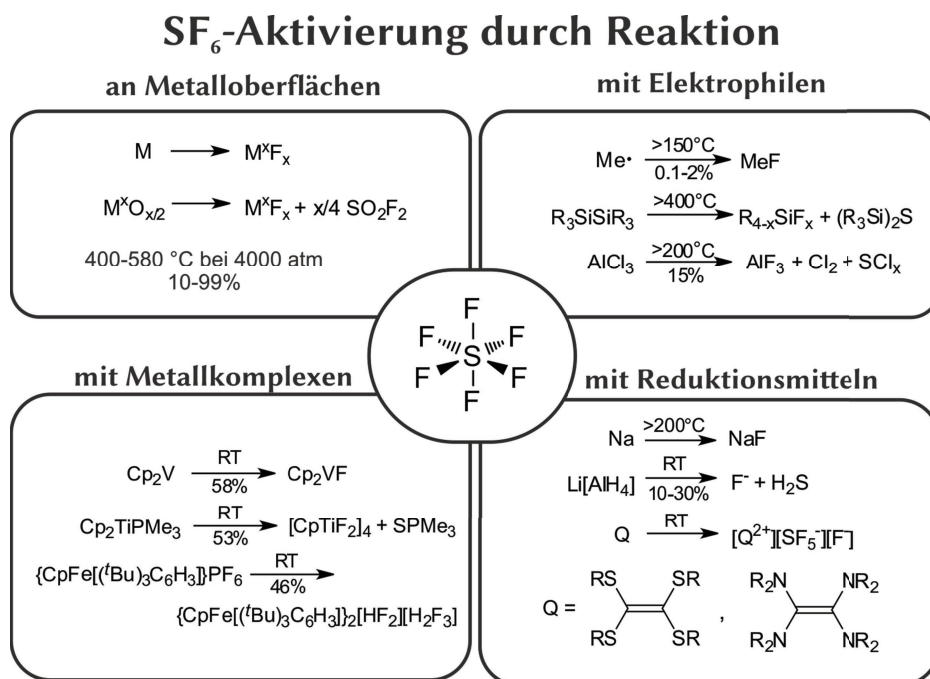 SF₆-Aktivierung durch Reaktion
an Metalloberflächen
M → MˣFₓ
MˣOₓ/₂ → MˣFₓ + x/4 SO₂F₂
400-580 °C bei 4000 atm
10-99%
mit Elektrophilen
>150°C
Me• → MeF
0.1-2%
>400°C
R₃SiSiR₃ → R₄₋ₓSiFₓ + (R₃Si)₂S
>200°C
AlCl₃ → AlF₃ + Cl₂ + SClₓ
15%
F
F F
S
F F
F
mit Metallkomplexen
RT
Cp₂V → Cp₂VF
58%
RT
Cp₂TiPMe₃ → [CpTiF₂]₄ + SPMe₃
53%
RT
{CpFe[(ᵗBu)₃C₆H₃]}PF₆ →
46%
{CpFe[(ᵗBu)₃C₆H₃]}₂[HF₂][H₂F₃]
mit Reduktionsmitteln
>200°C
Na → NaF
RT
Li[AlH₄] → F⁻ + H₂S
10-30%
RT
Q → [Q²⁺][SF₅⁻][F⁻]
RS SR R₂N NR₂
Q = ,
RS SR R₂N NR₂